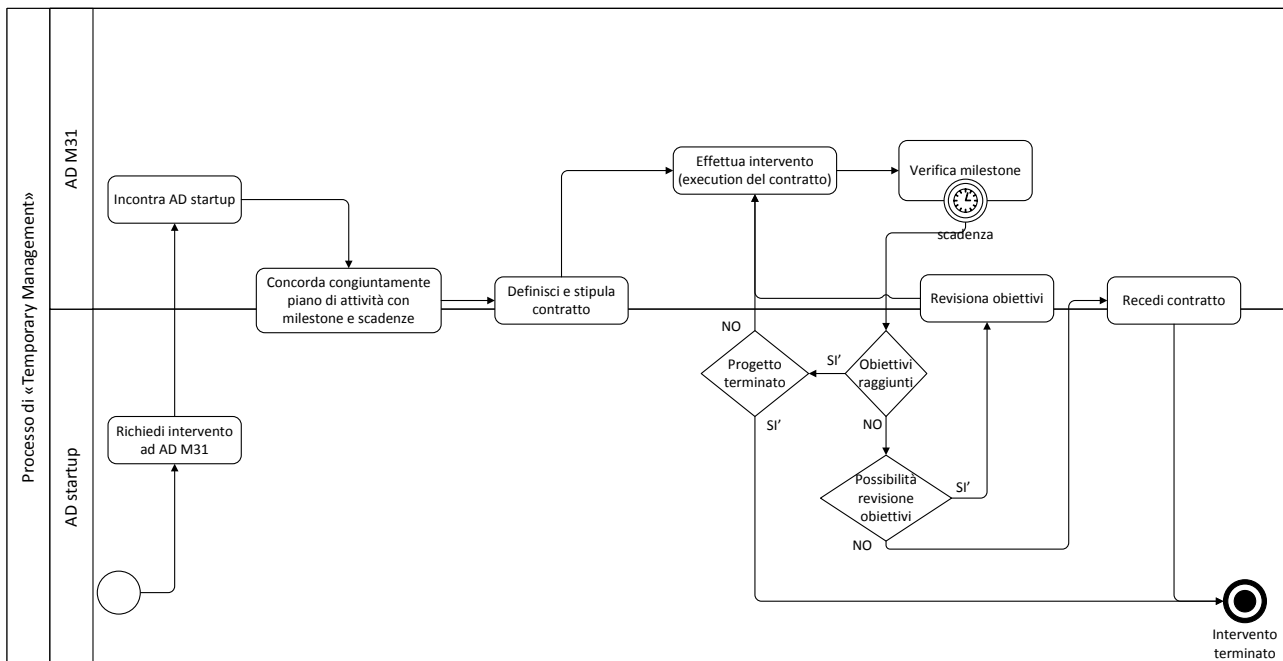 Processo di «Temporary Management»
AD M31
AD startup
Incontra AD startup
Richiedi intervento
ad AD M31
Concorda congiuntamente
piano di attività con
milestone e scadenze
Definisci e stipula
contratto
Effettua intervento
(execution del contratto)
Verifica milestone
scadenza
Revisiona obiettivi
Recedi contratto
NO
Progetto
terminato
SI’
SI’
Obiettivi
raggiunti
NO
Possibilità
revisione
obiettivi
SI’
NO
Intervento
terminato